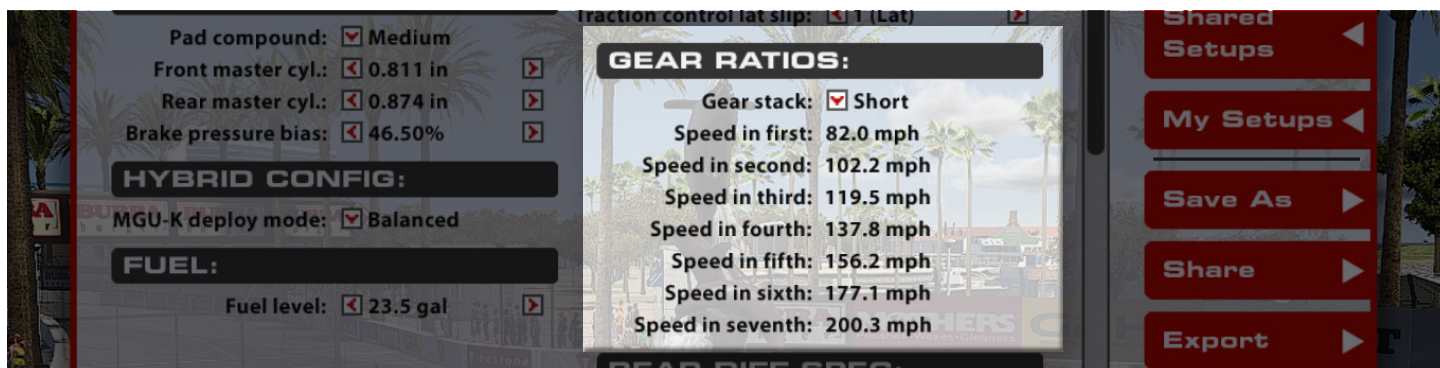 Traction control lat slip: 1 (Lat)
Pad compound: Medium
Front master cyl.: 0.811 in
Rear master cyl.: 0.874 in
Brake pressure bias: 46.50%
HYBRID CONFIG:
MGU-K deploy mode: Balanced
FUEL:
Fuel level: 23.5 gal
GEAR RATIOS:
Gear stack: Short
Speed in first: 82.0 mph
Speed in second: 102.2 mph
Speed in third: 119.5 mph
Speed in fourth: 137.8 mph
Speed in fifth: 156.2 mph
Speed in sixth: 177.1 mph
Speed in seventh: 200.3 mph
REAR DIFF SPEC:
Shared
Setups
My Setups
Save As
Share
Export